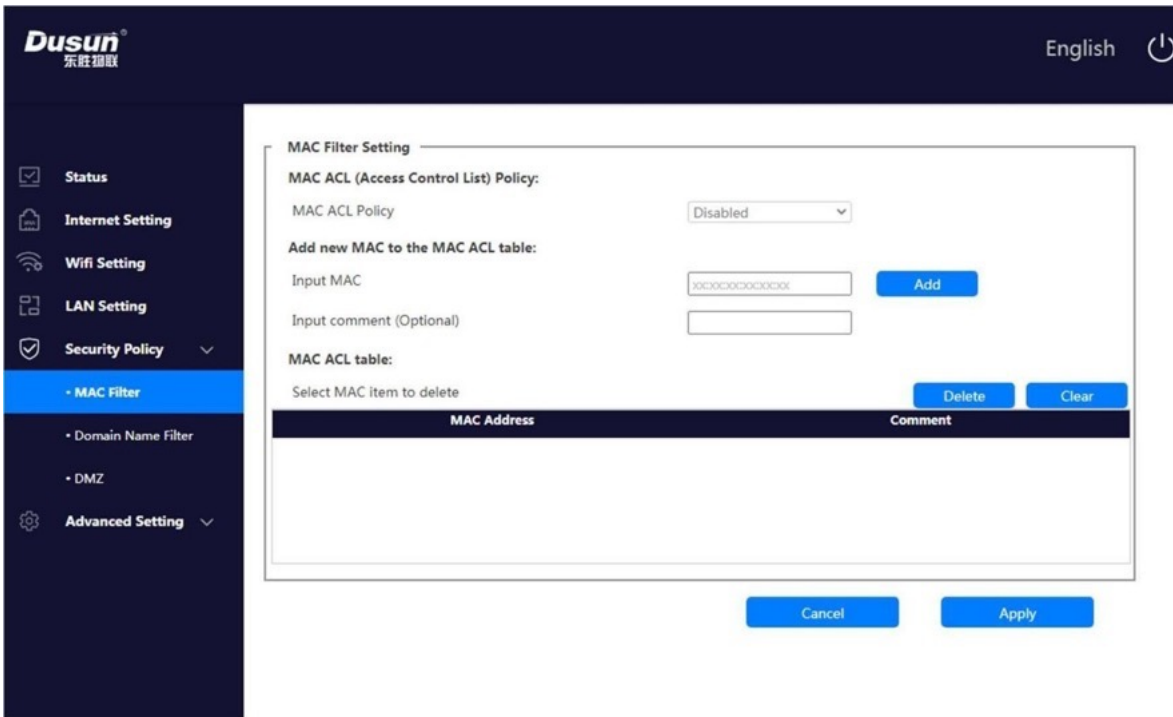 Dusun®
东胜物联
English
Status
Internet Setting
Wifi Setting
LAN Setting
Security Policy
• MAC Filter
• Domain Name Filter
• DMZ
Advanced Setting
MAC Filter Setting
MAC ACL (Access Control List) Policy:
MAC ACL Policy Disabled
Add new MAC to the MAC ACL table:
Input MAC Add
Input comment (Optional)
MAC ACL table:
Select MAC item to delete Delete Clear
MAC Address Comment
Cancel Apply